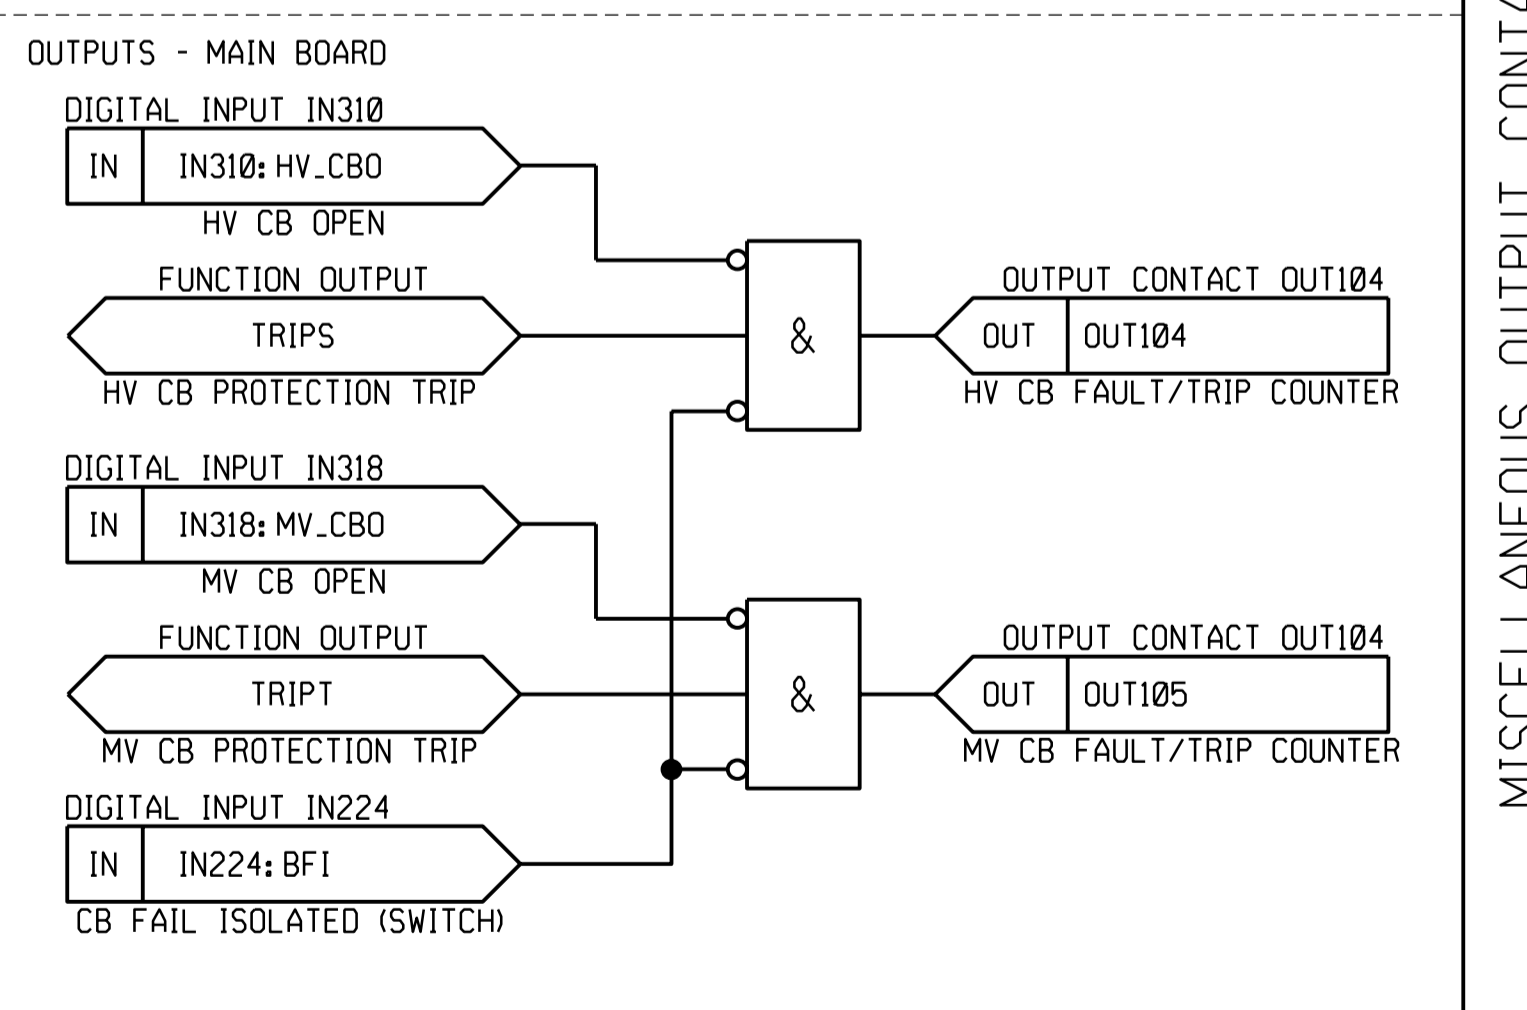 OUTPUTS - MAIN BOARD
DIGITAL INPUT IN310
IN IN310: HV_CBO
HV CB OPEN
FUNCTION OUTPUT
TRIPS
HV CB PROTECTION TRIP
&
OUTPUT CONTACT OUT104
OUT OUT104
HV CB FAULT/TRIP COUNTER
DIGITAL INPUT IN318
IN IN318: MV_CBO
MV CB OPEN
FUNCTION OUTPUT
TRIPT
MV CB PROTECTION TRIP
&
OUTPUT CONTACT OUT104
OUT OUT105
MV CB FAULT/TRIP COUNTER
DIGITAL INPUT IN224
IN IN224: BFI
CB FAIL ISOLATED (SWITCH)
MISCELLANEOUS OUTPUT CONTA